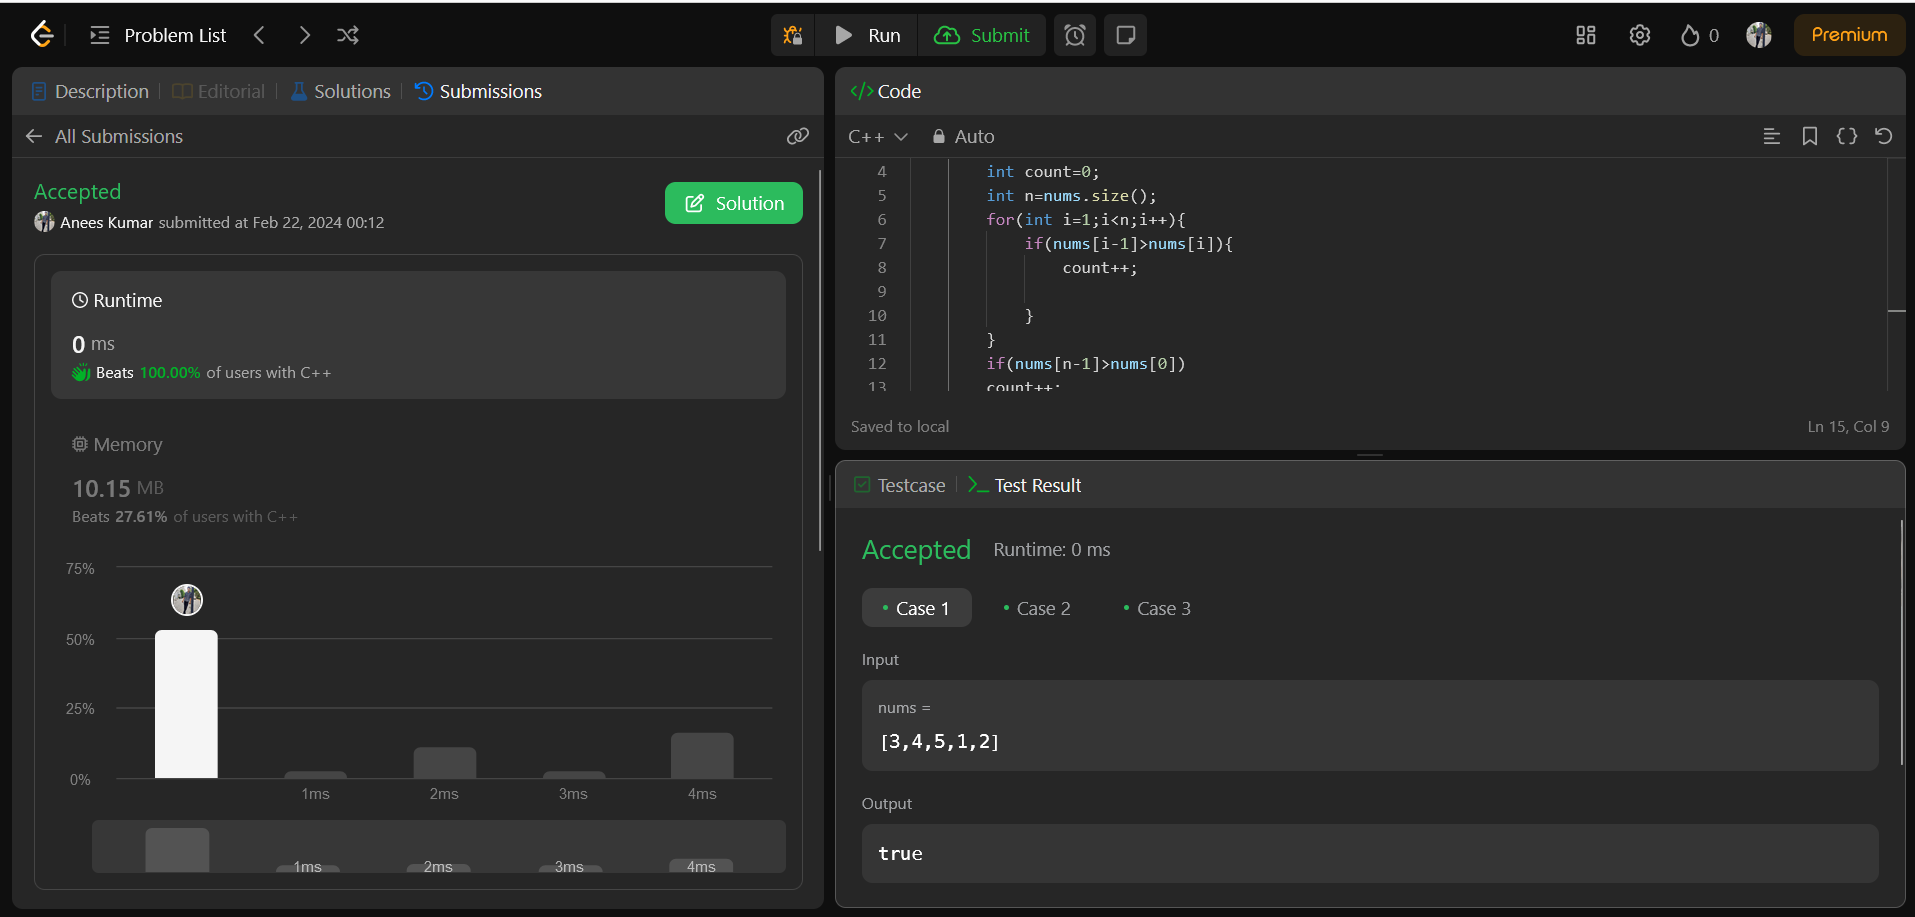 Problem List
Run
Submit
0
Premium
Description
Editorial
Solutions
Submissions
All Submissions
Accepted
Anees Kumar submitted at Feb 22, 2024 00:12
Solution
Runtime
0 ms
Beats 100.00% of users with C++
Memory
10.15 MB
Beats 27.61% of users with C++
75%
50%
25%
0%
1ms 2ms 3ms 4ms
1ms 2ms 3ms 4ms
</> Code
C++ Auto
4 int count=0;
5 int n=nums.size();
6 for(int i=1;i<n;i++){
7 if(nums[i-1]>nums[i]){
8 count++;
9
10 }
11 }
12 if(nums[n-1]>nums[0])
13 count++;
Saved to local
Ln 15, Col 9
Testcase
Test Result
Accepted Runtime: 0 ms
Case 1 Case 2 Case 3
Input
nums =
[3,4,5,1,2]
Output
true